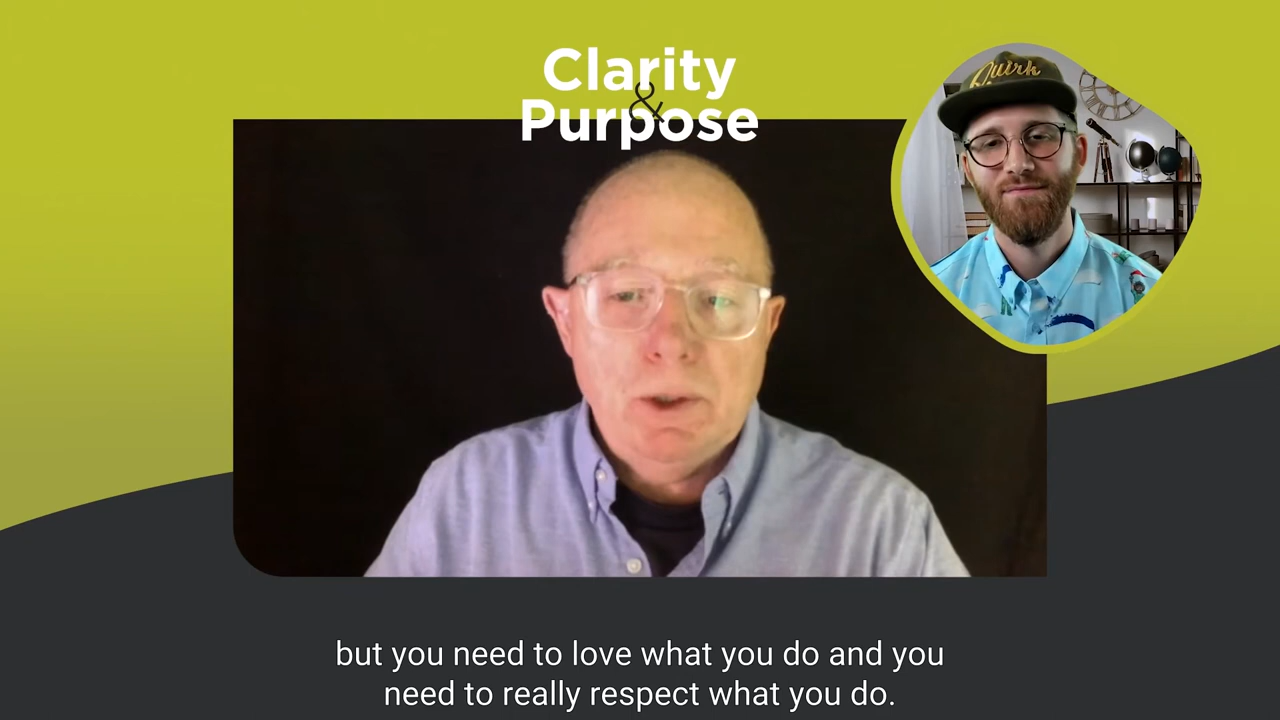 Clarity
&
Purpose
Quirk
but you need to love what you do and you
need to really respect what you do.